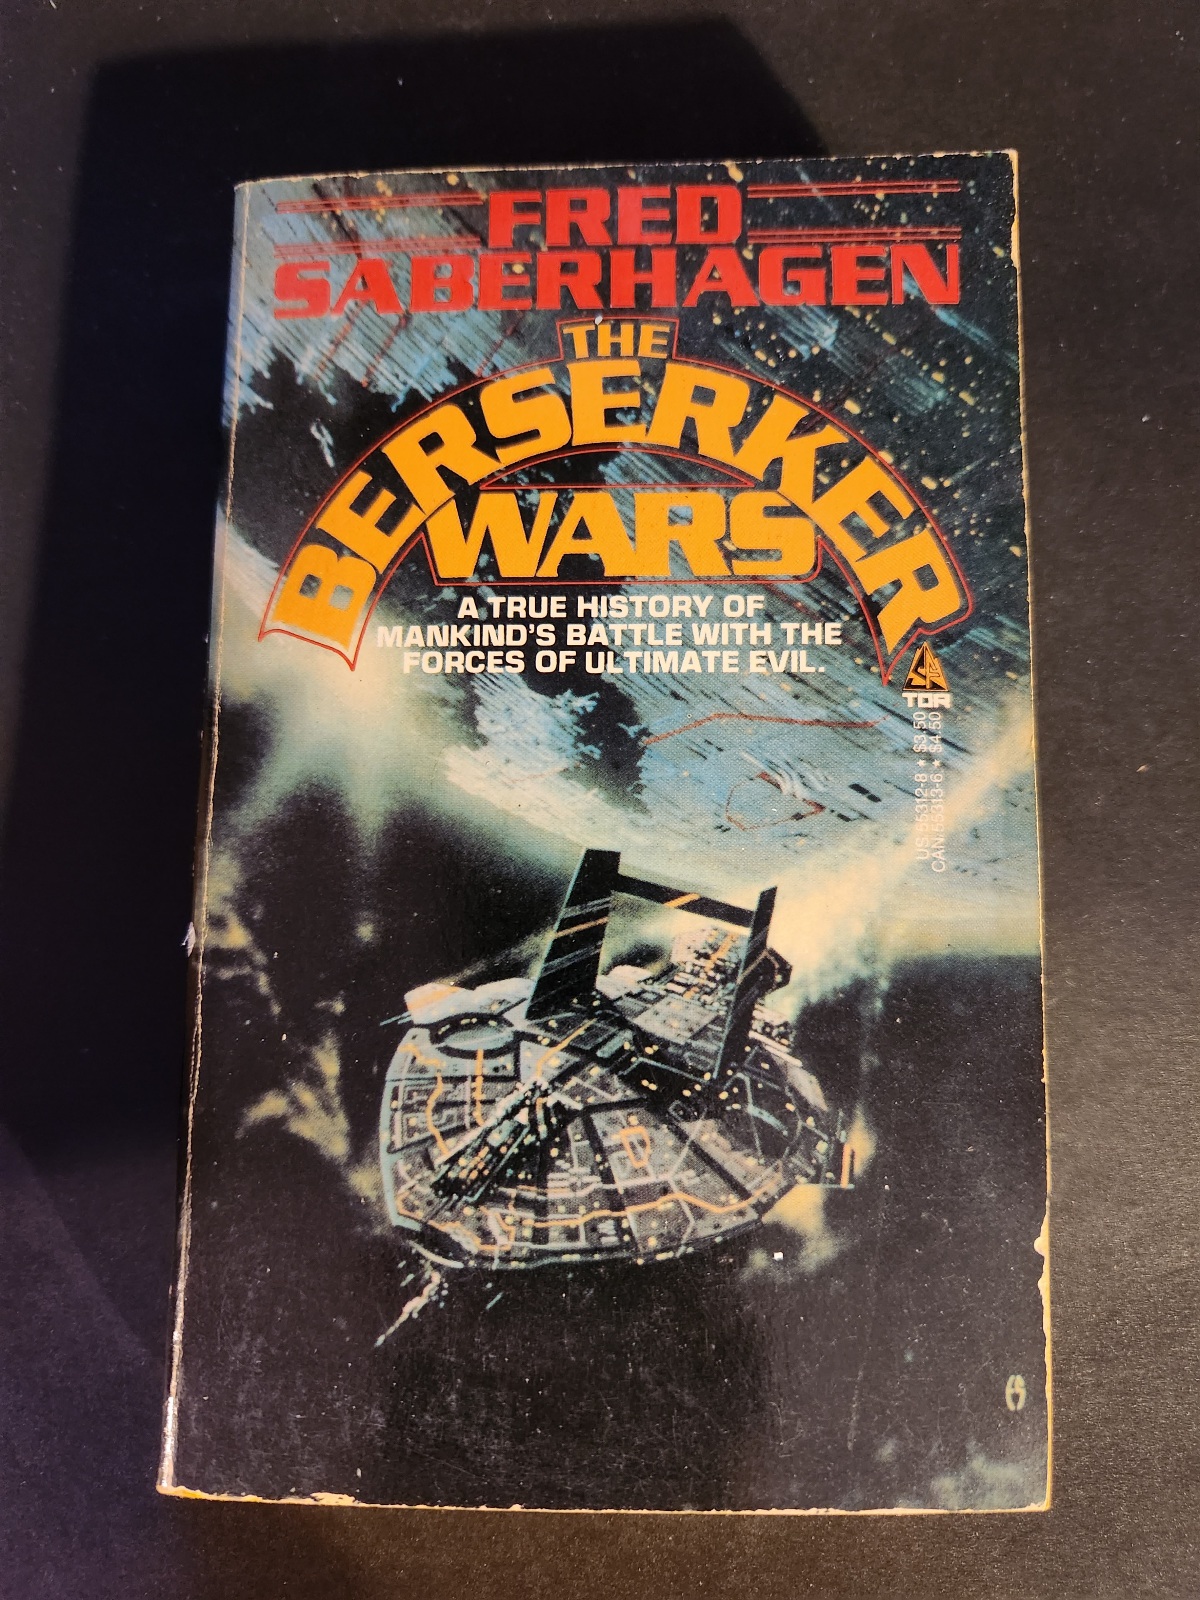 FRED
SABERHAGEN
THE
BERSERKER
WARS
A TRUE HISTORY OF
MANKIND'S BATTLE WITH THE
FORCES OF ULTIMATE EVIL.
TOR
US/55312-8 ★ $3.50
CAN/55313-6 ★ $4.50